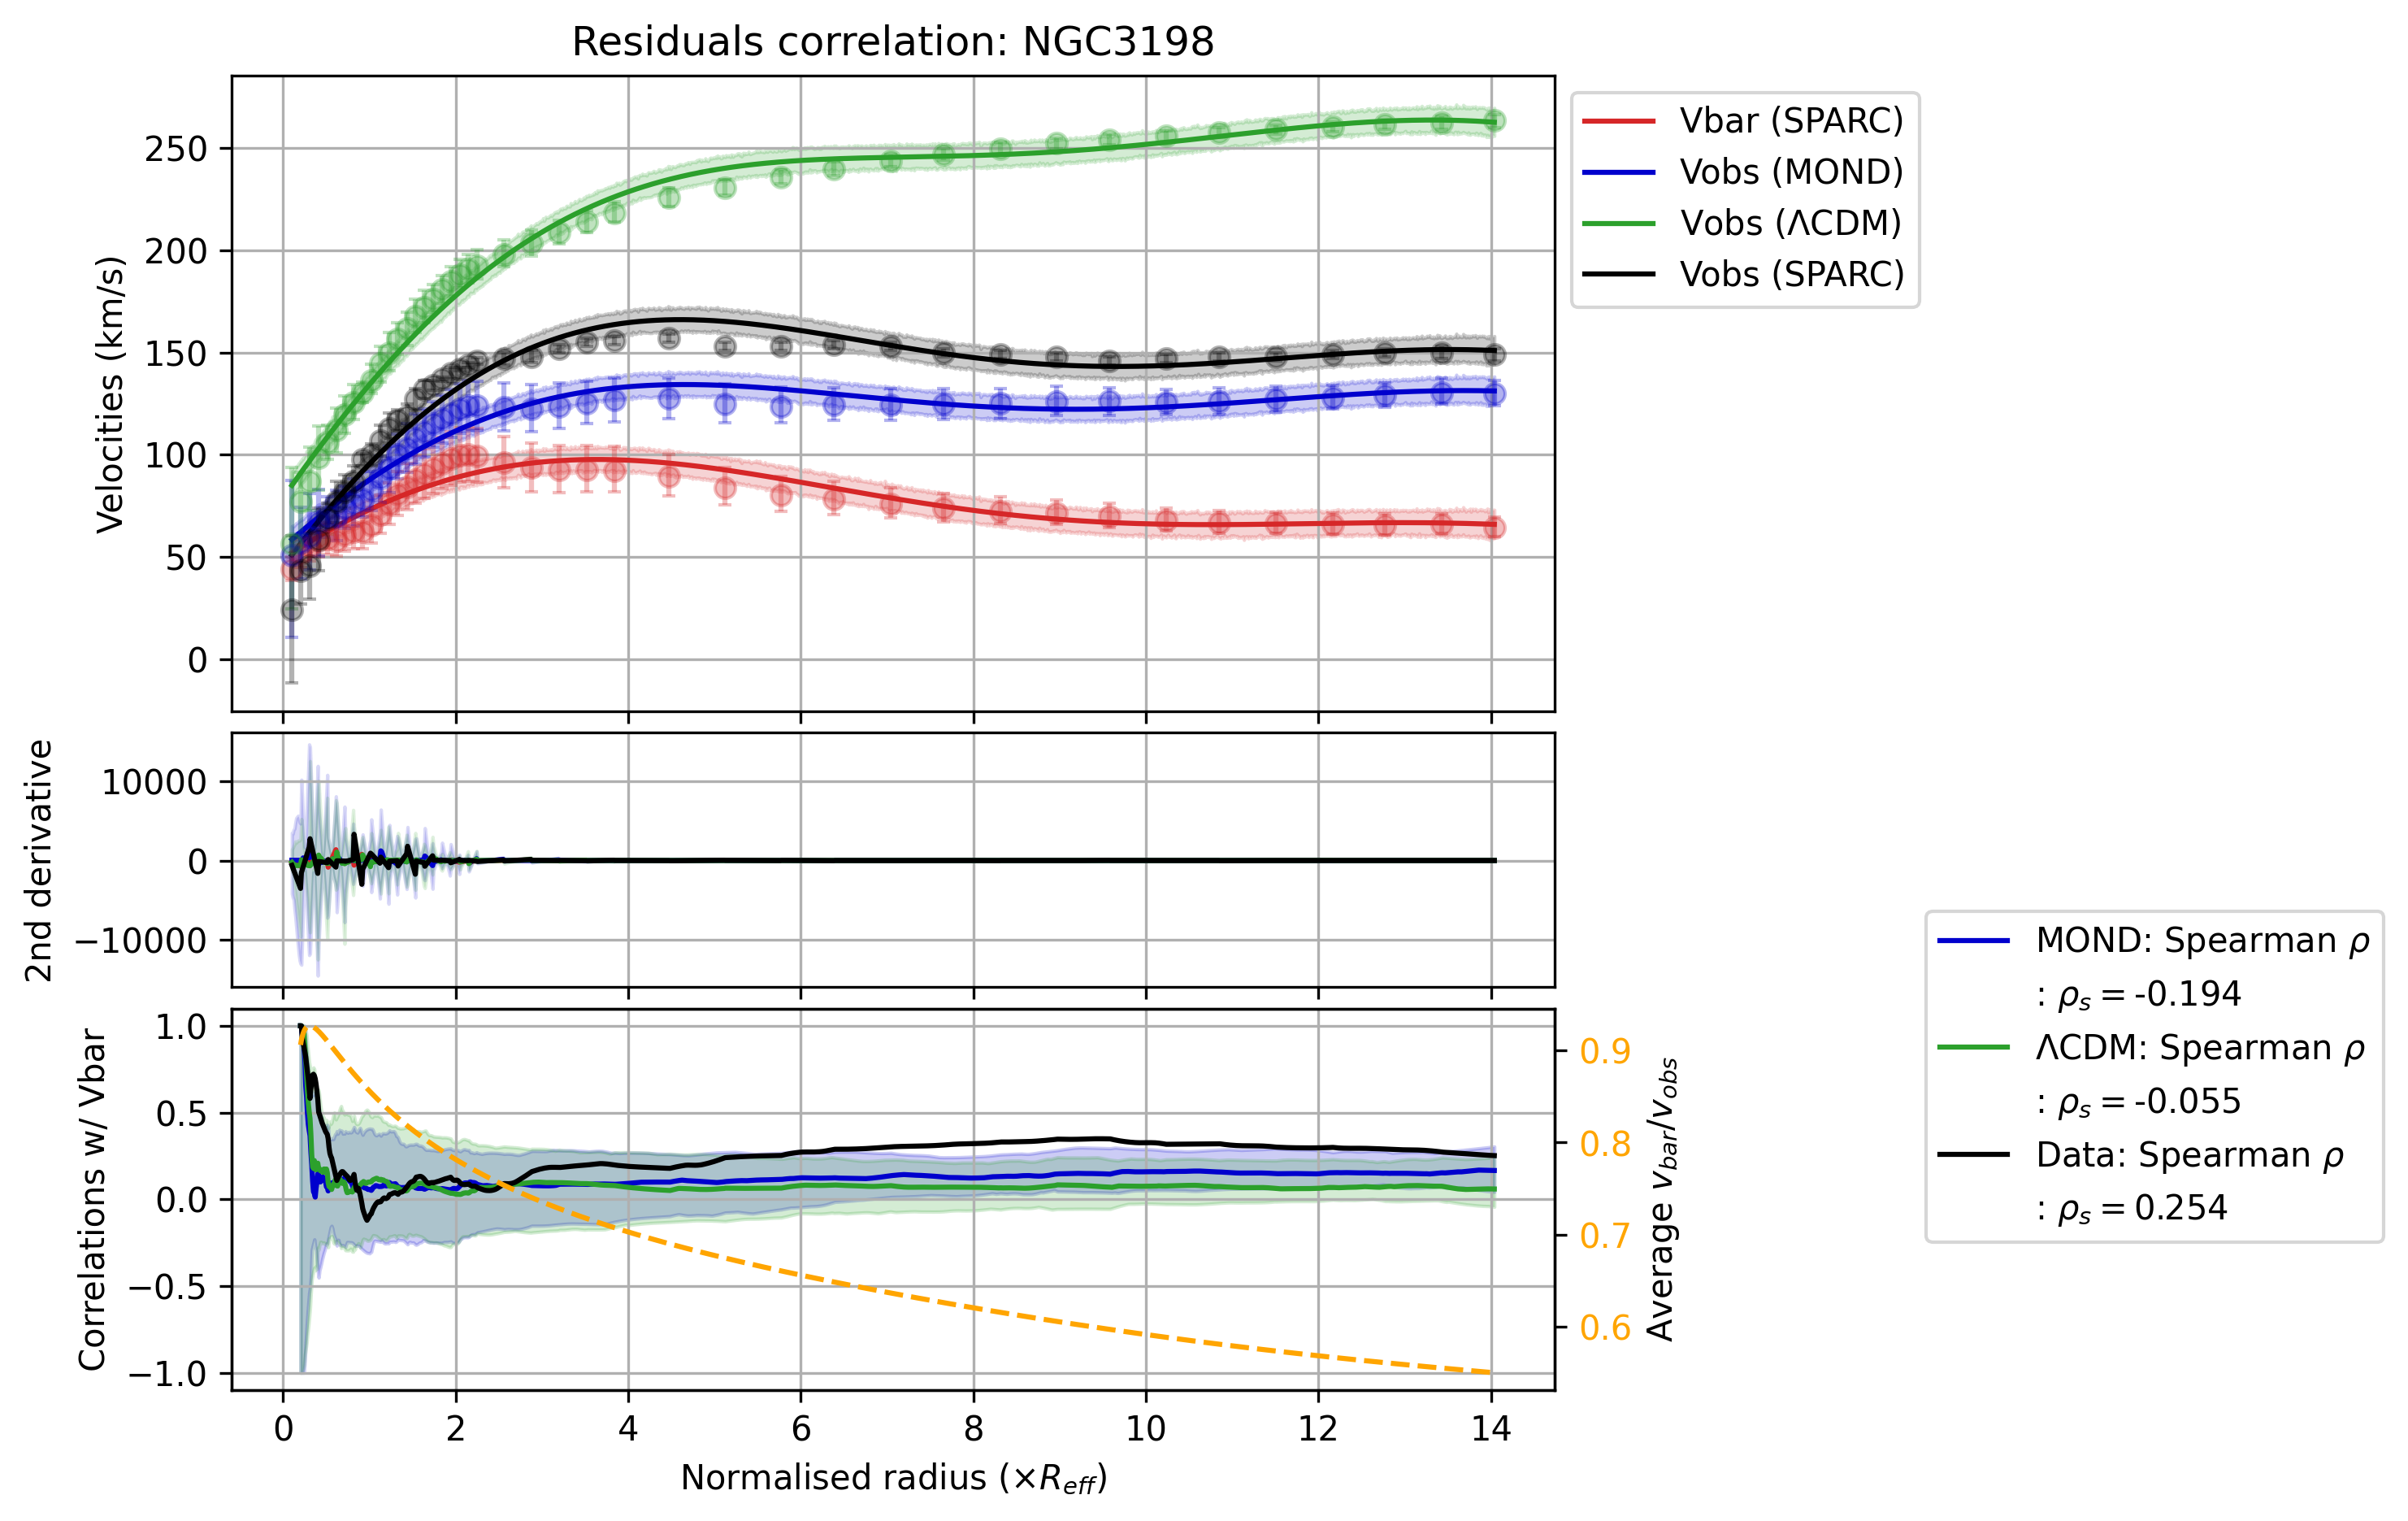 Residuals correlation: NGC3198
Velocities (km/s)
250
200
150
100
50
0
Vbar (SPARC)
Vobs (MOND)
Vobs (ΛCDM)
Vobs (SPARC)
2nd derivative
10000
0
−10000
Correlations w/ Vbar
1.0
0.5
0.0
−0.5
−1.0
0.9
0.8
0.7
0.6
Average v_bar/v_obs
MOND: Spearman ρ
: ρ_s = -0.194
ΛCDM: Spearman ρ
: ρ_s = -0.055
Data: Spearman ρ
: ρ_s = 0.254
0 2 4 6 8 10 12 14
Normalised radius (×R_eff)